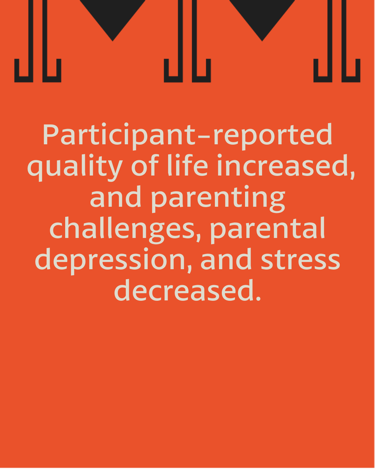 Participant-reported
quality of life increased,
and parenting
challenges, parental
depression, and stress
decreased.